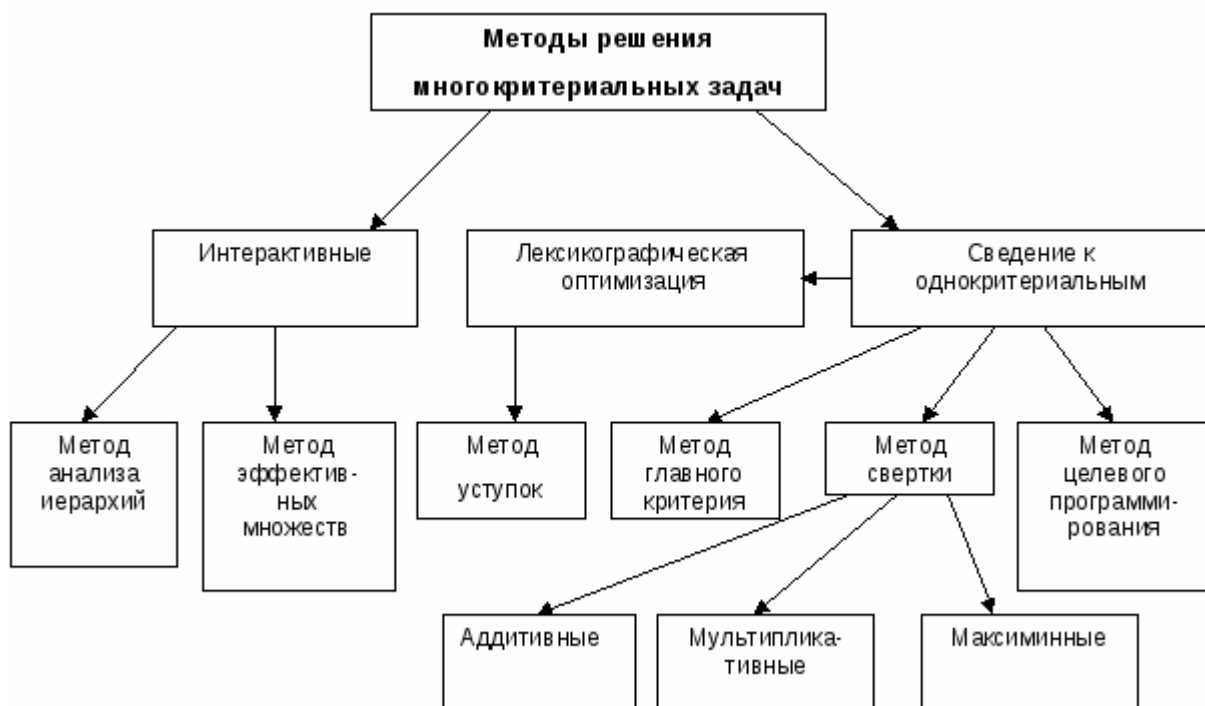 Методы решения
многокритериальных задач
Интерактивные
Лексикографическая
оптимизация
Сведение к
однокритериальным
Метод
анализа
иерархий
Метод
эффектив-
ных
множеств
Метод
уступок
Метод
главного
критерия
Метод
свертки
Метод
целевого
программи-
рования
Аддитивные
Мультиплика-
тивные
Максиминные